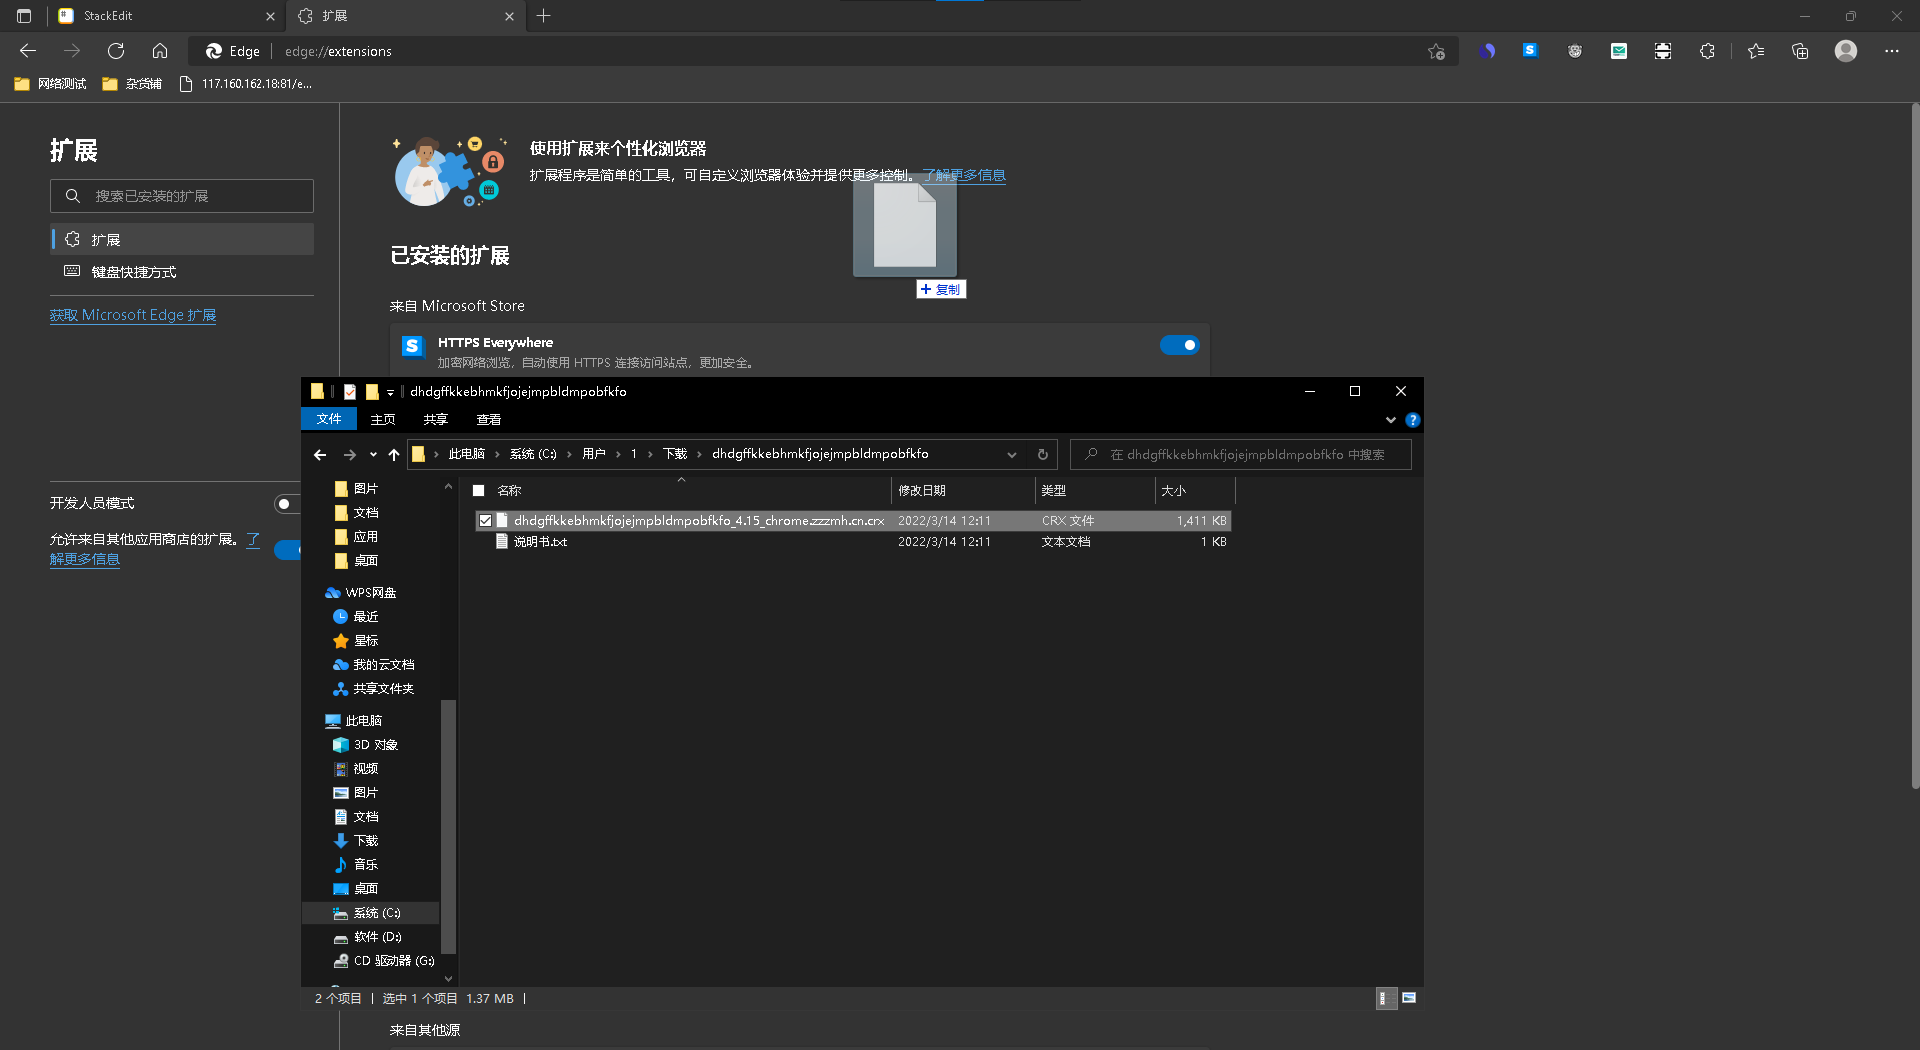 StackEdit
扩展
Edge
edge://extensions
网络测试
杂货铺
117.160.162.18:81/e...
扩展
搜索已安装的扩展
扩展
键盘快捷方式
获取 Microsoft Edge 扩展
开发人员模式
允许来自其他应用商店的扩展。了
解更多信息
使用扩展来个性化浏览器
扩展程序是简单的工具，可自定义浏览器体验并提供更多控制。了解更多信息
已安装的扩展
+ 复制
来自 Microsoft Store
HTTPS Everywhere
加密网络浏览，自动使用 HTTPS 连接访问站点，更加安全。
dhdgffkkebhmkfjojejmpbldmpobfkfo
文件
主页
共享
查看
此电脑 › 系统 (C:) › 用户 › 1 › 下载 › dhdgffkkebhmkfjojejmpbldmpobfkfo
在 dhdgffkkebhmkfjojejmpbldmpobfkfo 中搜索
图片
文档
应用
桌面
WPS网盘
最近
星标
我的云文档
共享文件夹
此电脑
3D 对象
视频
图片
文档
下载
音乐
桌面
系统 (C:)
软件 (D:)
CD 驱动器 (G:)
名称 修改日期 类型 大小
dhdgffkkebhmkfjojejmpbldmpobfkfo_4.15_chrome.zzzmh.cn.crx 2022/3/14 12:11 CRX 文件 1,411 KB
说明书.txt 2022/3/14 12:11 文本文档 1 KB
2 个项目 | 选中 1 个项目 1.37 MB |
来自其他源